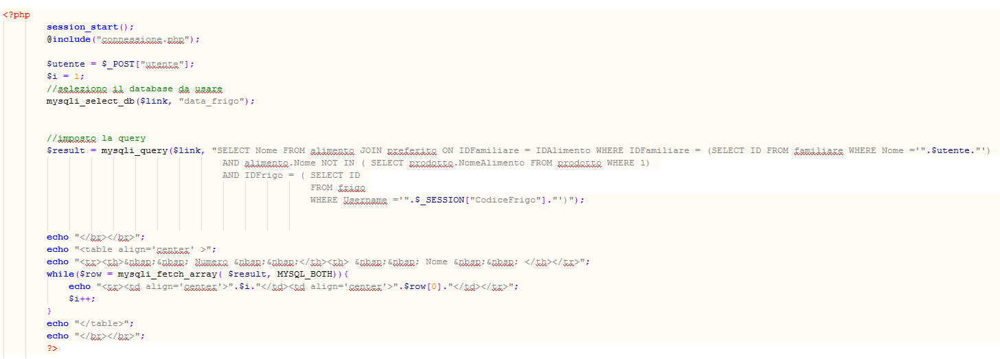 <?php
session_start();
@include("connessione.php");
$utente = $_POST["utente"];
$i = 1;
//seleziono il database da usare
mysqli_select_db($link, "data_frigo");
//imposto la query
$result = mysqli_query($link, "SELECT Nome FROM alimento JOIN preferito ON IDFamiliare = IDAlimento WHERE IDFamiliare = (SELECT ID FROM familiare WHERE Nome ='".$utente."')
AND alimento.Nome NOT IN ( SELECT prodotto.NomeAlimento FROM prodotto WHERE 1)
AND IDFrigo = ( SELECT ID
FROM frigo
WHERE Username ='".$_SESSION["CodiceFrigo"]."')");
echo "</br></br>";
echo "<table align='center' >";
echo "<tr><th>&nbsp;&nbsp; Numero &nbsp;&nbsp;</th><th> &nbsp;&nbsp; Nome &nbsp;&nbsp; </th></tr>";
while($row = mysqli_fetch_array( $result, MYSQL_BOTH)){
echo "<tr><td align='center'>".$i."</td><td align='center'>".$row[0]."</td></tr>";
$i++;
}
echo "</table>";
echo "</br></br>";
?>